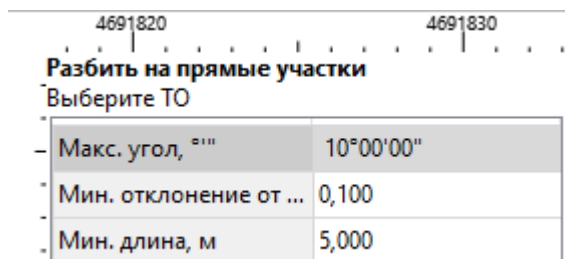 4691820 4691830
Разбить на прямые участки
Выберите ТО
Макс. угол, °'" 10°00'00"
Мин. отклонение от ... 0,100
Мин. длина, м 5,000